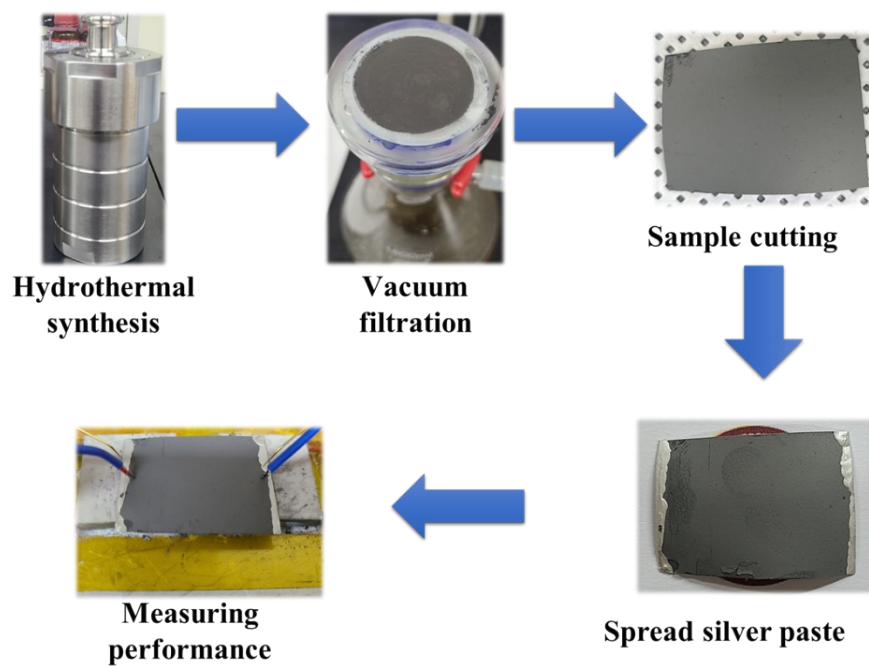 Hydrothermal
synthesis
Vacuum
filtration
Sample cutting
Spread silver paste
Measuring
performance